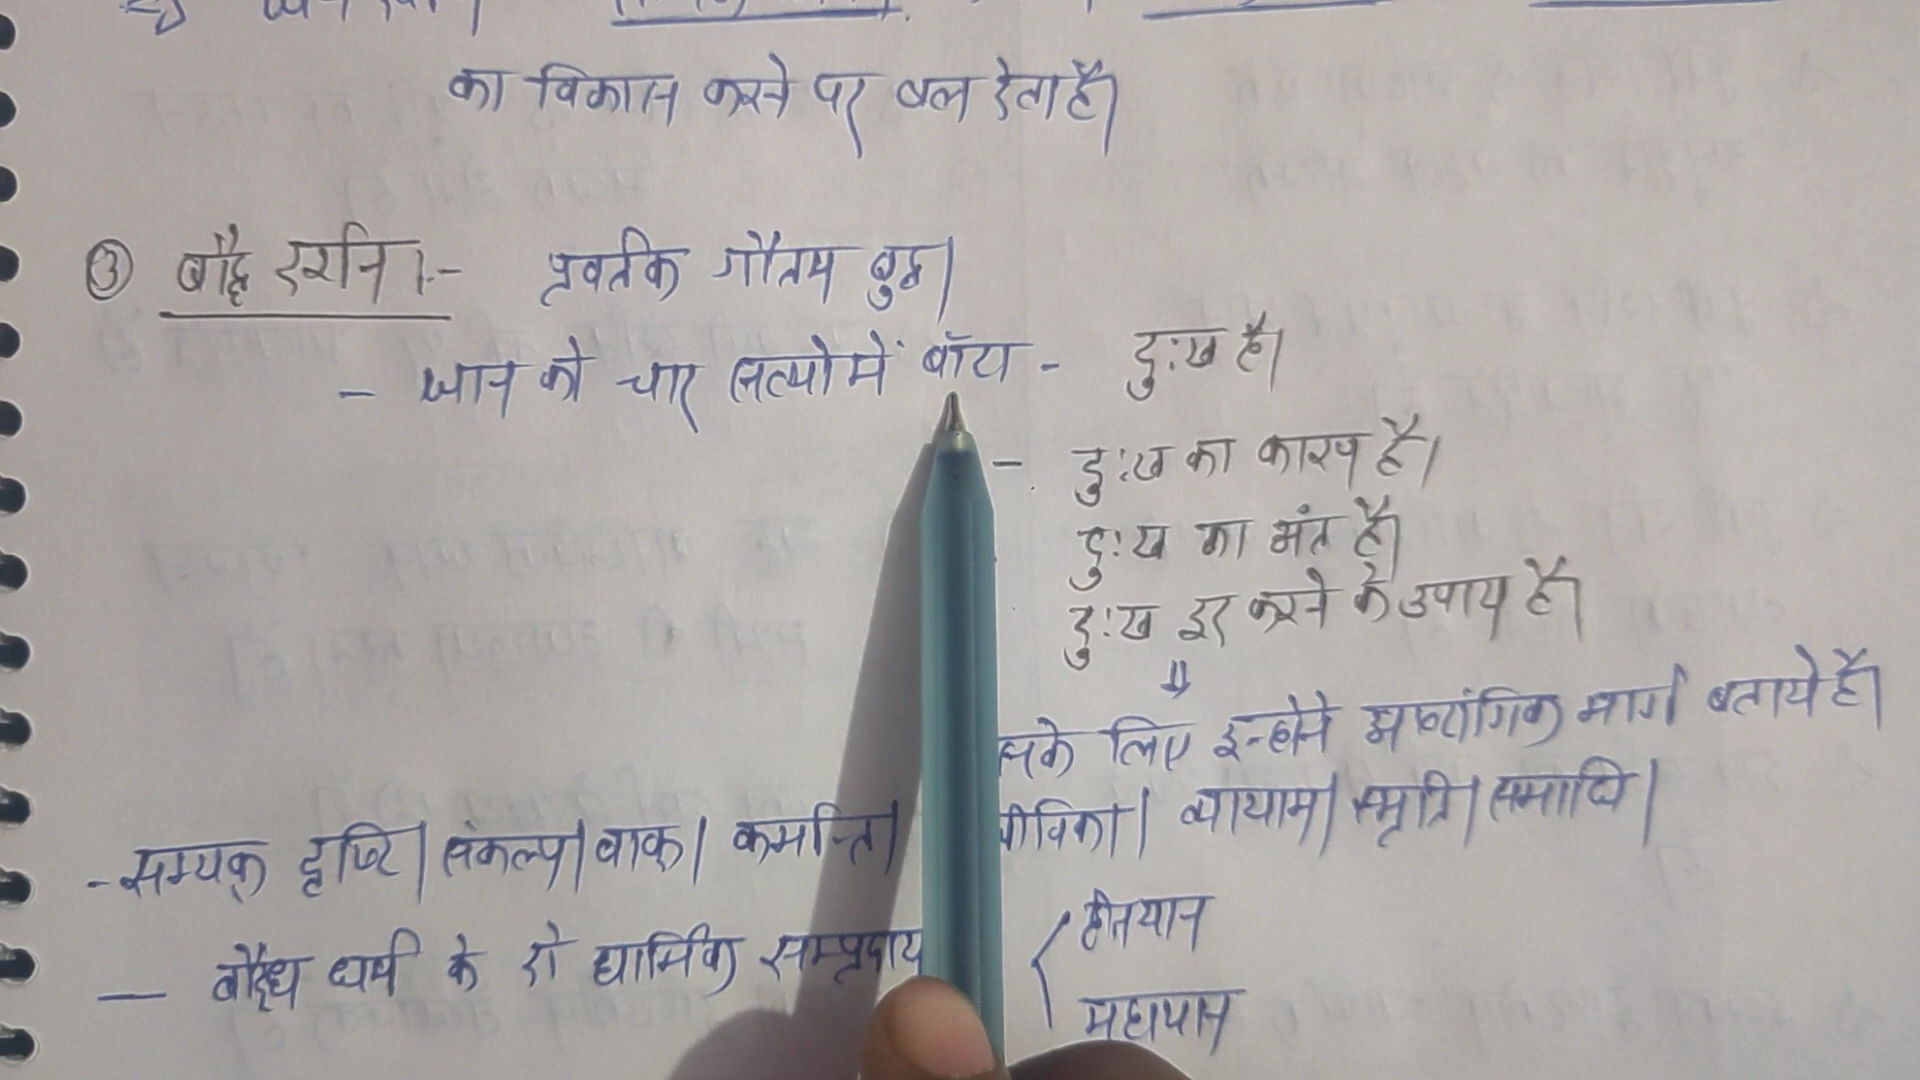 का विकास करने पर बल देता है।
③ बौद्ध दर्शन :- प्रवर्तक गौतम बुद्ध।
- ज्ञान को चार सत्यो में बाँटा - दुःख है।
- दुःख का कारण है।
दुःख का अंत है।
दुःख दूर करने के उपाय है।
⇓
के लिए इन्होने अष्टांगिक मार्ग बताये है।
- सम्यक् दृष्टि। संकल्प। वाक्। कर्मान्त। जीविका। व्यायाम। स्मृति। समाधि।
- बौद्ध धर्म के दो धार्मिक सम्प्रदाय { हीनयान
महायान